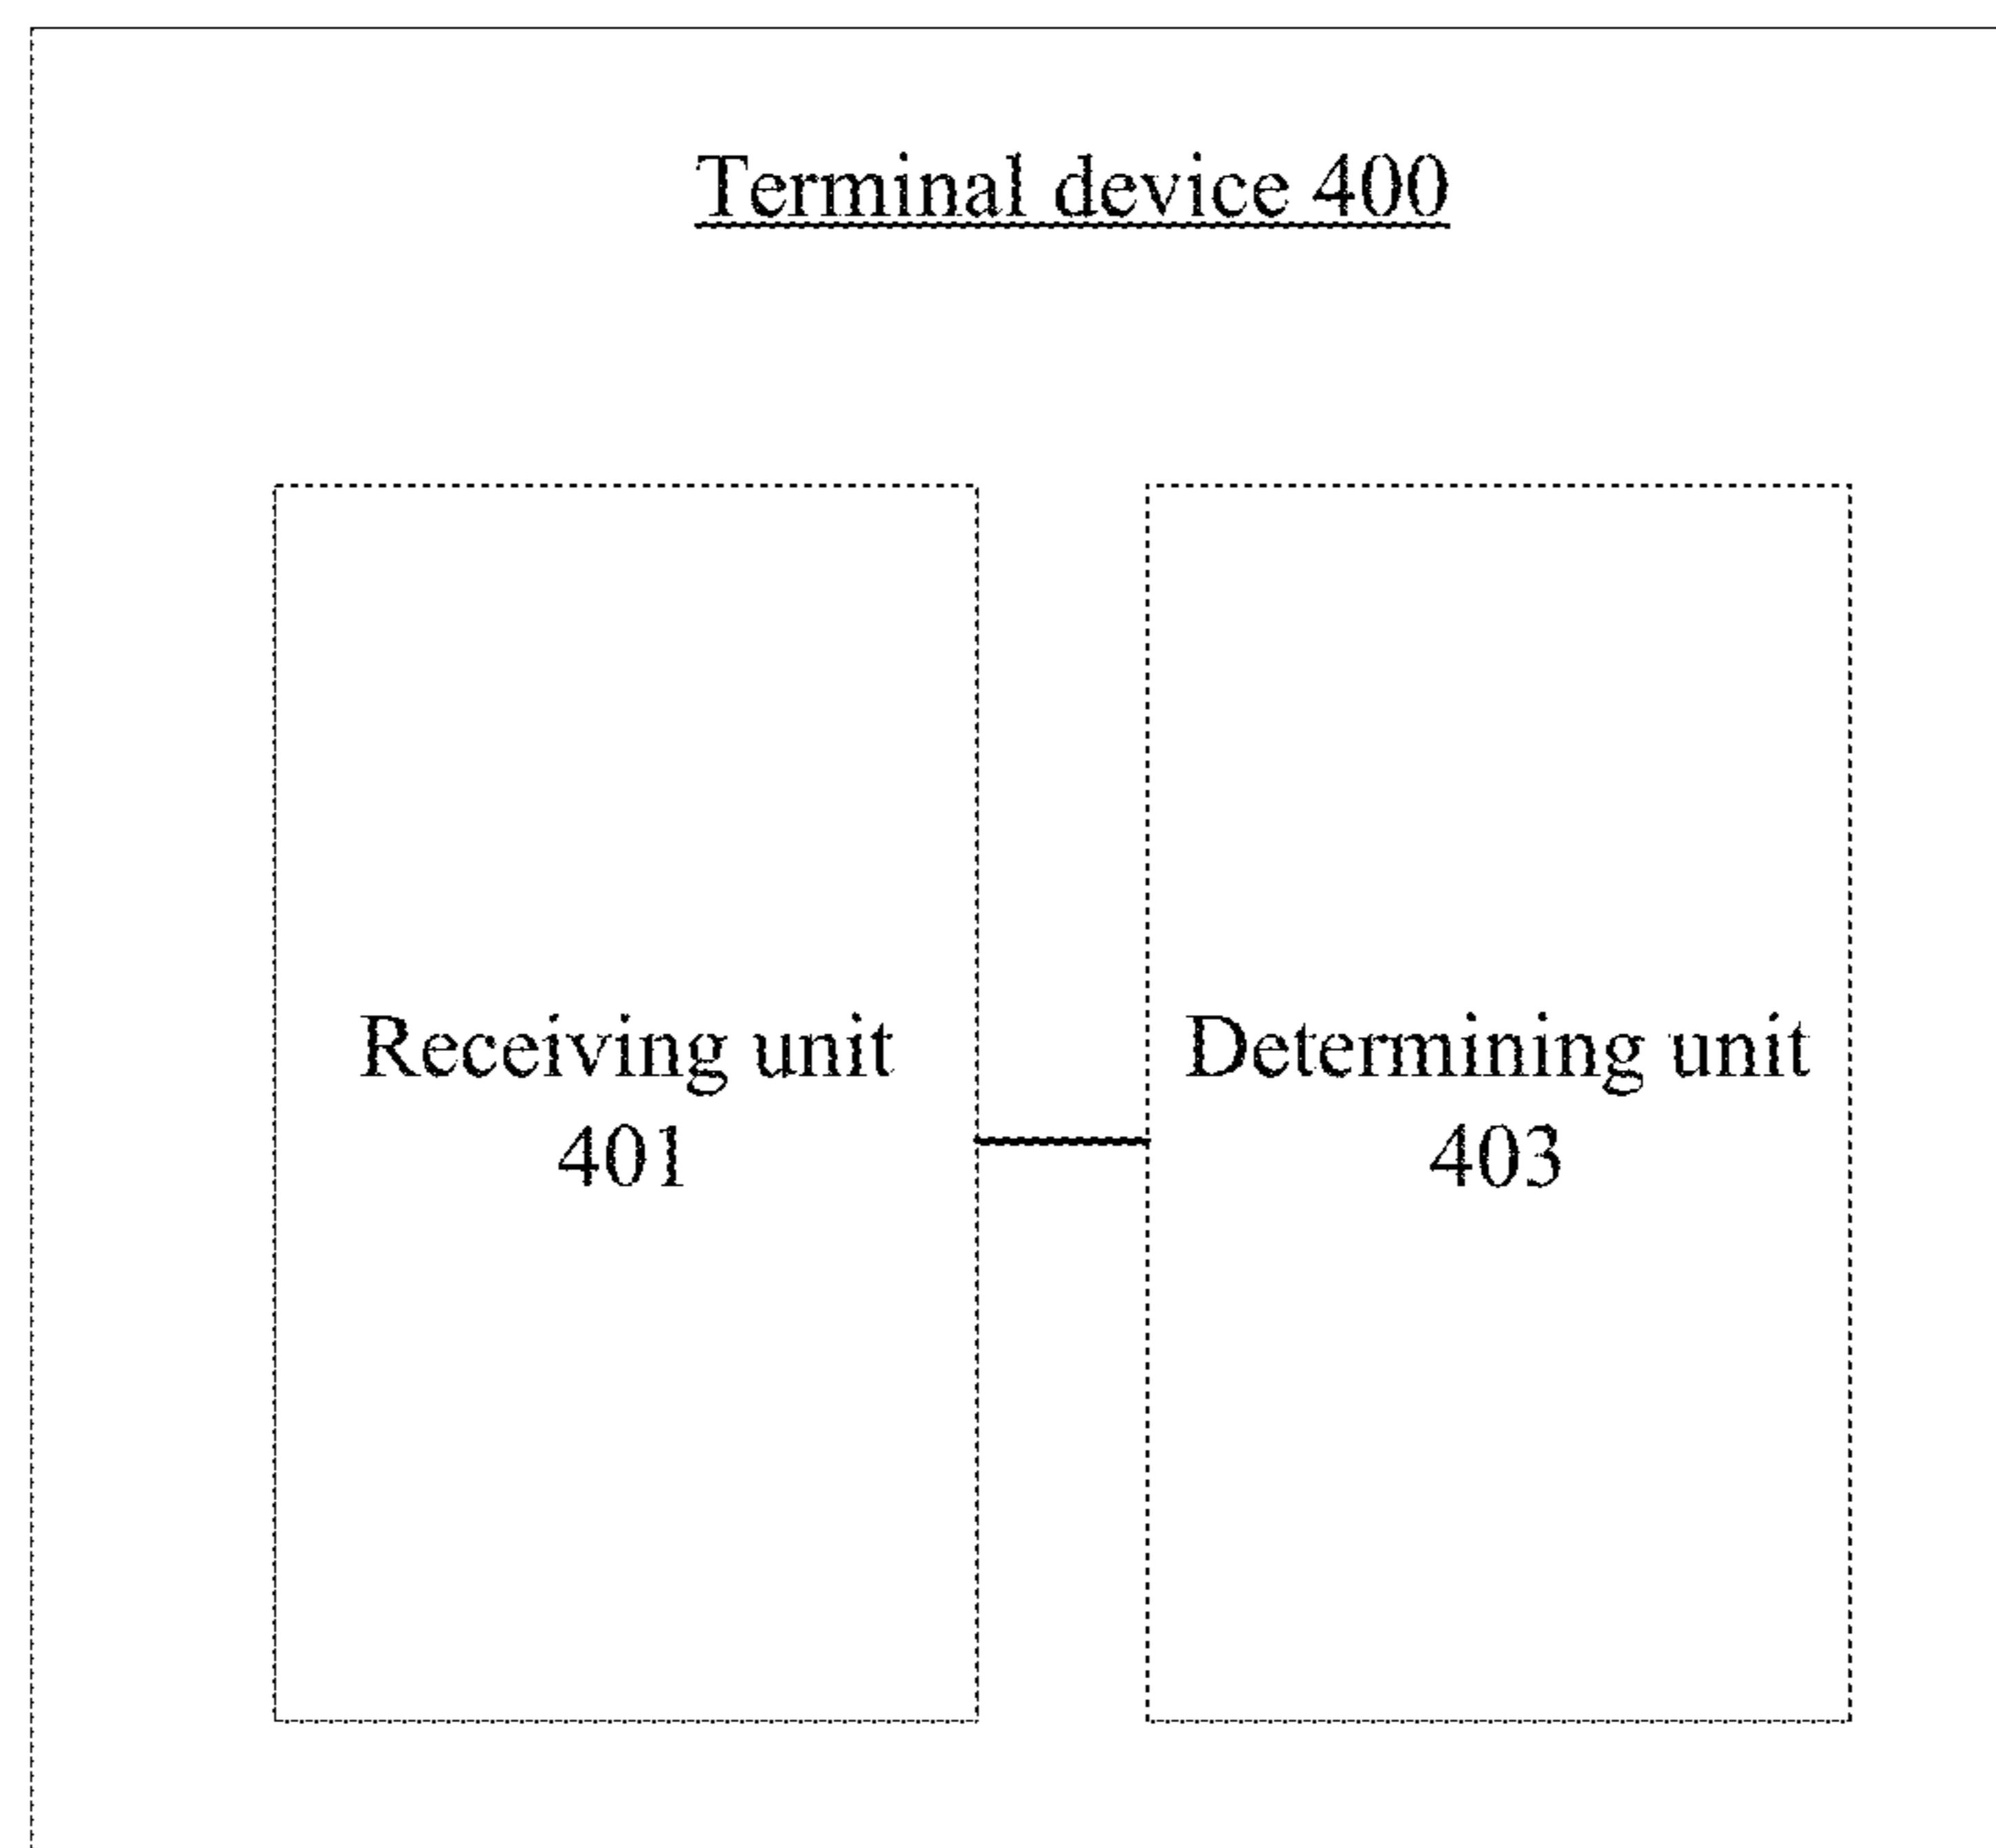 Terminal device 400
Receiving unit
401
Determining unit
403